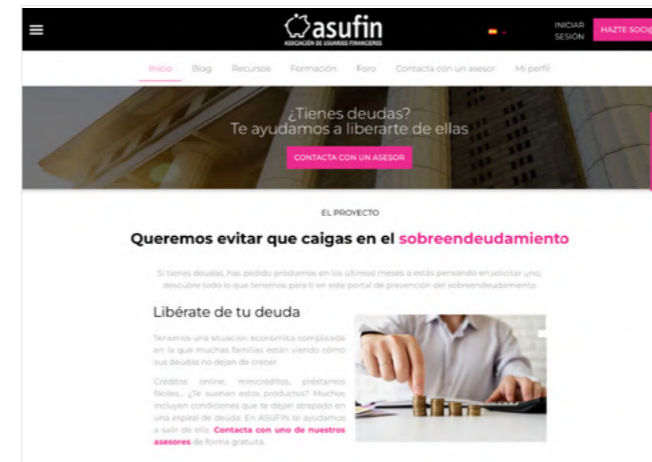 asufin
ASOCIACIÓN DE USUARIOS FINANCIEROS
INICIAR
SESIÓN
HAZTE SOCI@
Inicio Blog Recursos Formación Foro Contacta con un asesor Mi perfil
¿Tienes deudas?
Te ayudamos a liberarte de ellas
CONTACTA CON UN ASESOR
EL PROYECTO
Queremos evitar que caigas en el sobreendeudamiento
Si tienes deudas, has pedido préstamos en los últimos meses o estás pensando en solicitar uno,
descubre todo lo que tenemos para ti en este portal de prevención del sobreendeudamiento
Libérate de tu deuda
Tenemos una situación económica complicada
en la que muchas familias están viendo cómo
sus deudas no dejan de crecer.
Créditos online, minicréditos, préstamos
fáciles... ¿Te suenan estos productos? Muchos
incluyen condiciones que te dejan atrapado en
una espiral de deuda. En ASUFIN te ayudamos
a salir de ella. Contacta con uno de nuestros
asesores de forma gratuita.